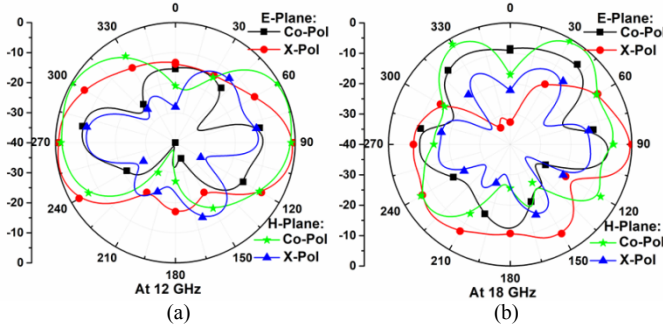 0
330
30
300
60
270
90
240
120
210
150
180
0
-10
-20
-30
-40
-30
-20
-10
0
E-Plane:
Co-Pol
X-Pol
H-Plane:
Co-Pol
X-Pol
At 12 GHz
(a)
0
330
30
300
60
270
90
240
120
210
150
180
0
-10
-20
-30
-40
-30
-20
-10
0
E-Plane:
Co-Pol
X-Pol
H-Plane:
Co-Pol
X-Pol
At 18 GHz
(b)